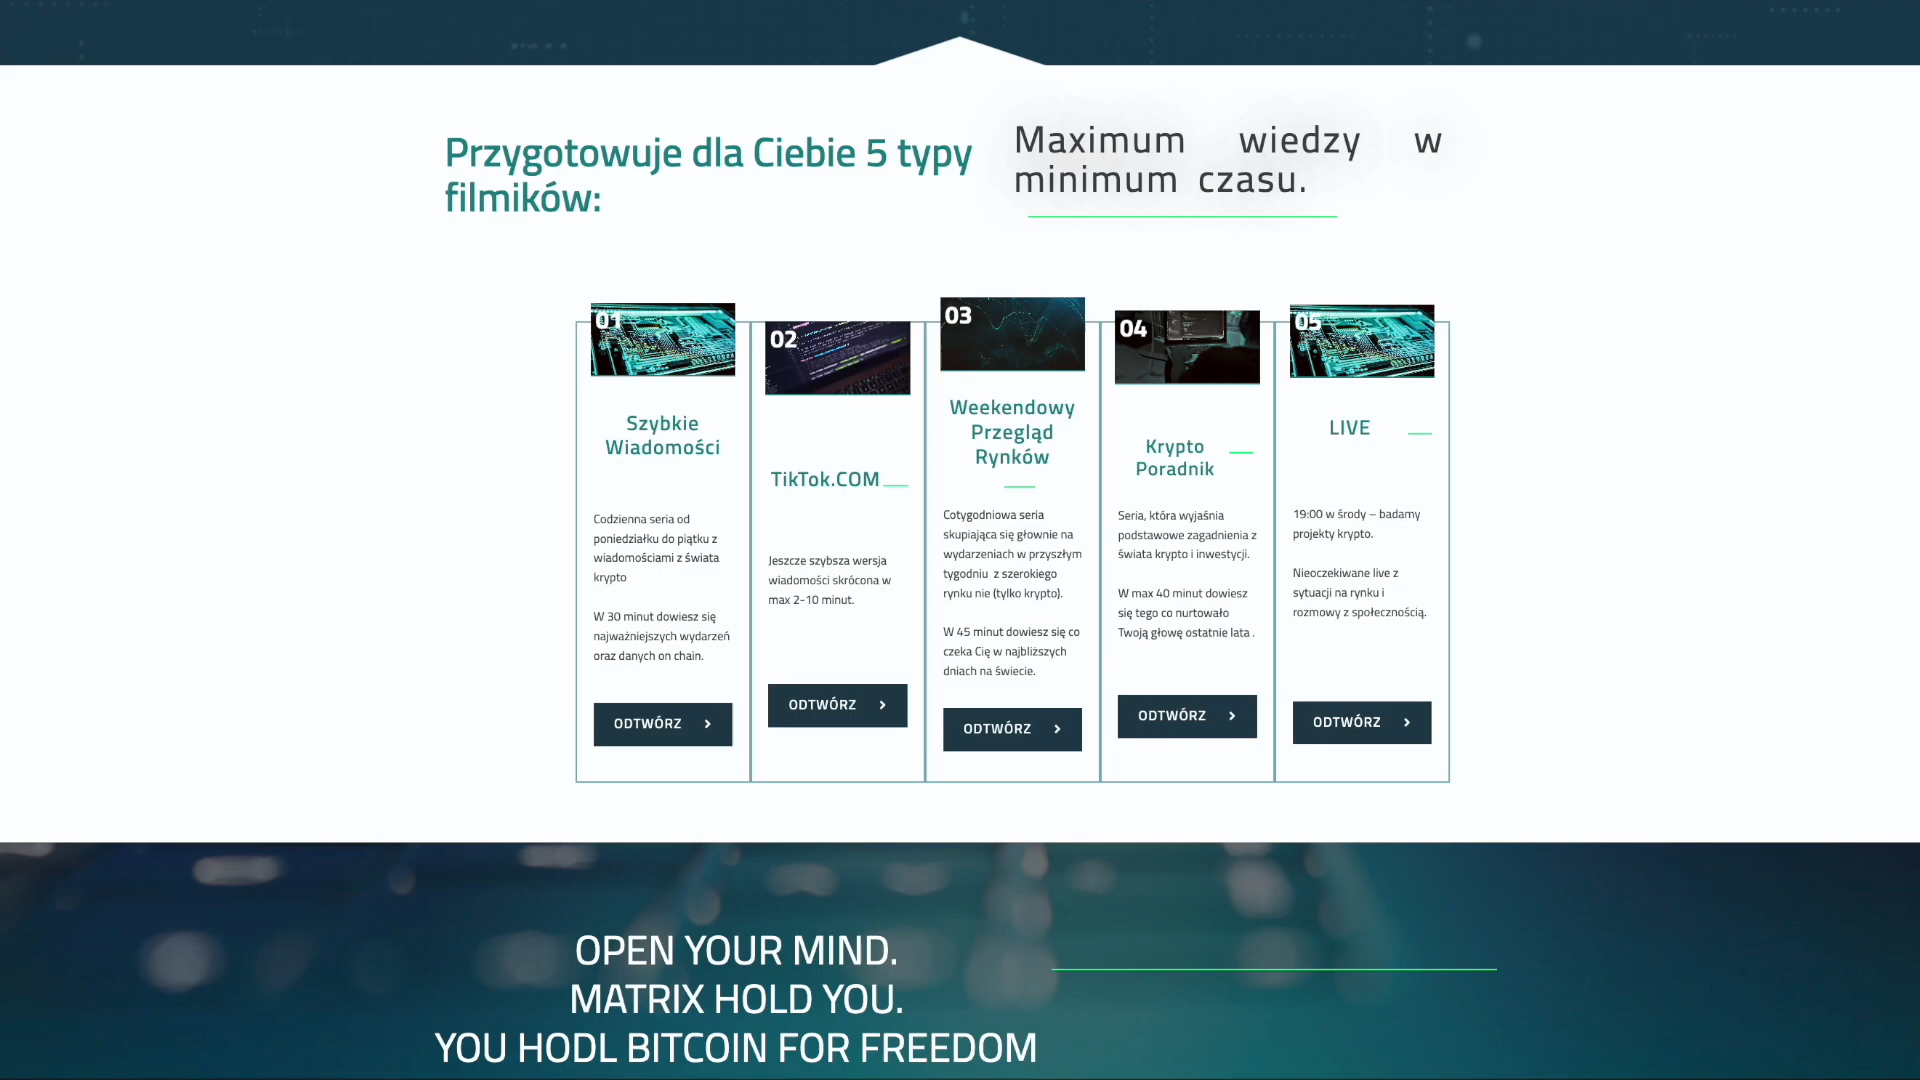 Przygotowuje dla Ciebie 5 typy
filmików:
Maximum wiedzy w
minimum czasu.
01
Szybkie
Wiadomości
Codzienna seria od
poniedziałku do piątku z
wiadomościami z świata
krypto
W 30 minut dowiesz się
najważniejszych wydarzeń
oraz danych on chain.
ODTWÓRZ
02
TikTok.COM
Jeszcze szybsza wersja
wiadomości skrócona w
max 2-10 minut.
ODTWÓRZ
03
Weekendowy
Przegląd
Rynków
Cotygodniowa seria
skupiająca się głownie na
wydarzeniach w przyszłym
tygodniu z szerokiego
rynku nie (tylko krypto).
W 45 minut dowiesz się co
czeka Cię w najbliższych
dniach na świecie.
ODTWÓRZ
04
Krypto
Poradnik
Seria, która wyjaśnia
podstawowe zagadnienia z
świata krypto i inwestycji.
W max 40 minut dowiesz
się tego co nurtowało
Twoją głowę ostatnie lata .
ODTWÓRZ
05
LIVE
19:00 w środy – badamy
projekty krypto.
Nieoczekiwane live z
sytuacji na rynku i
rozmowy z społecznością.
ODTWÓRZ
OPEN YOUR MIND.
MATRIX HOLD YOU.
YOU HODL BITCOIN FOR FREEDOM